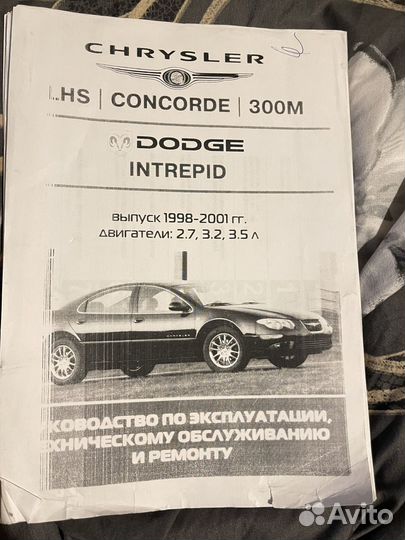 CHRYSLER
LHS | CONCORDE | 300M
DODGE
INTREPID
выпуск 1998-2001 гг.
двигатели: 2.7, 3.2, 3.5 л
CHRYSLER
КОВОДСТВО ПО ЭКСПЛУАТАЦИИ,
ХНИЧЕСКОМУ ОБСЛУЖИВАНИЮ
И РЕМОНТУ
Avito